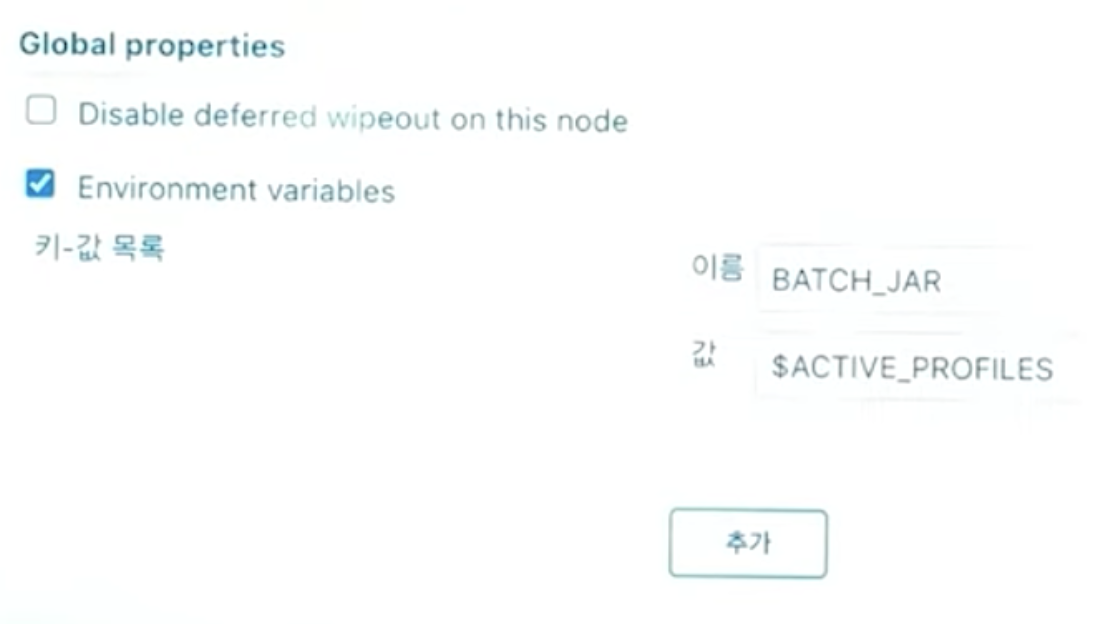 Global properties
Disable deferred wipeout on this node
Environment variables
키-값 목록
이름 BATCH_JAR
값 $ACTIVE_PROFILES
추가